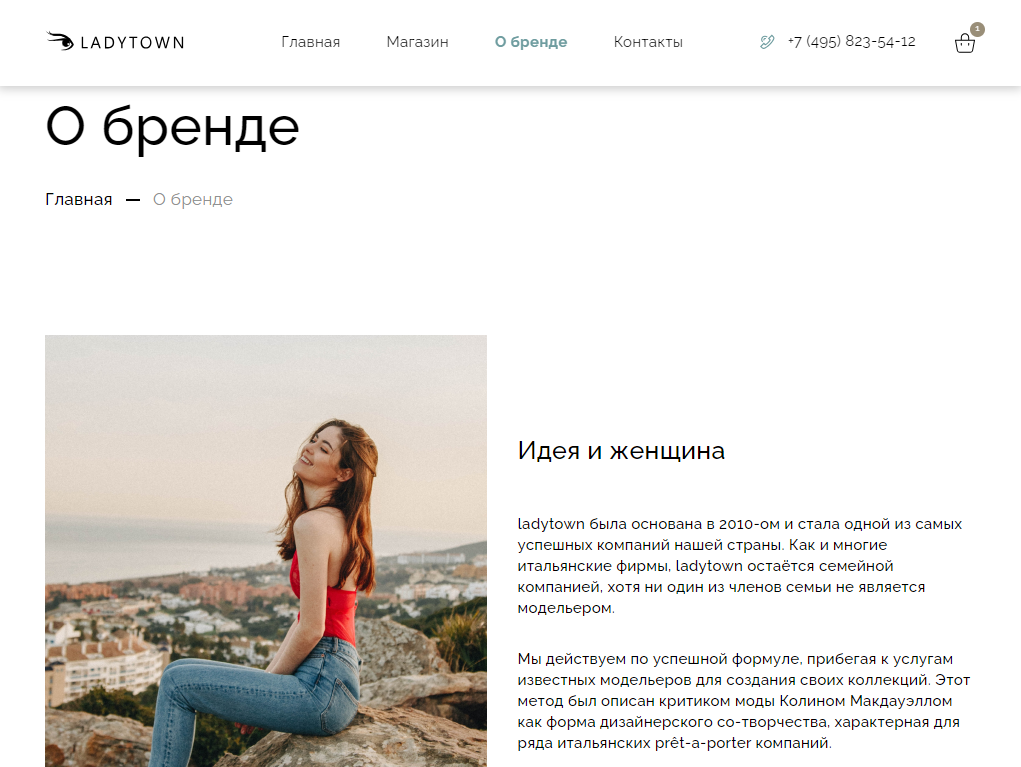 LADYTOWN
Главная
Магазин
О бренде
Контакты
+7 (495) 823-54-12
1
О бренде
Главная — О бренде
Идея и женщина
ladytown была основана в 2010-ом и стала одной из самых
успешных компаний нашей страны. Как и многие
итальянские фирмы, ladytown остаётся семейной
компанией, хотя ни один из членов семьи не является
модельером.
Мы действуем по успешной формуле, прибегая к услугам
известных модельеров для создания своих коллекций. Этот
метод был описан критиком моды Колином Макдауэллом
как форма дизайнерского со-творчества, характерная для
ряда итальянских prêt-a-porter компаний.